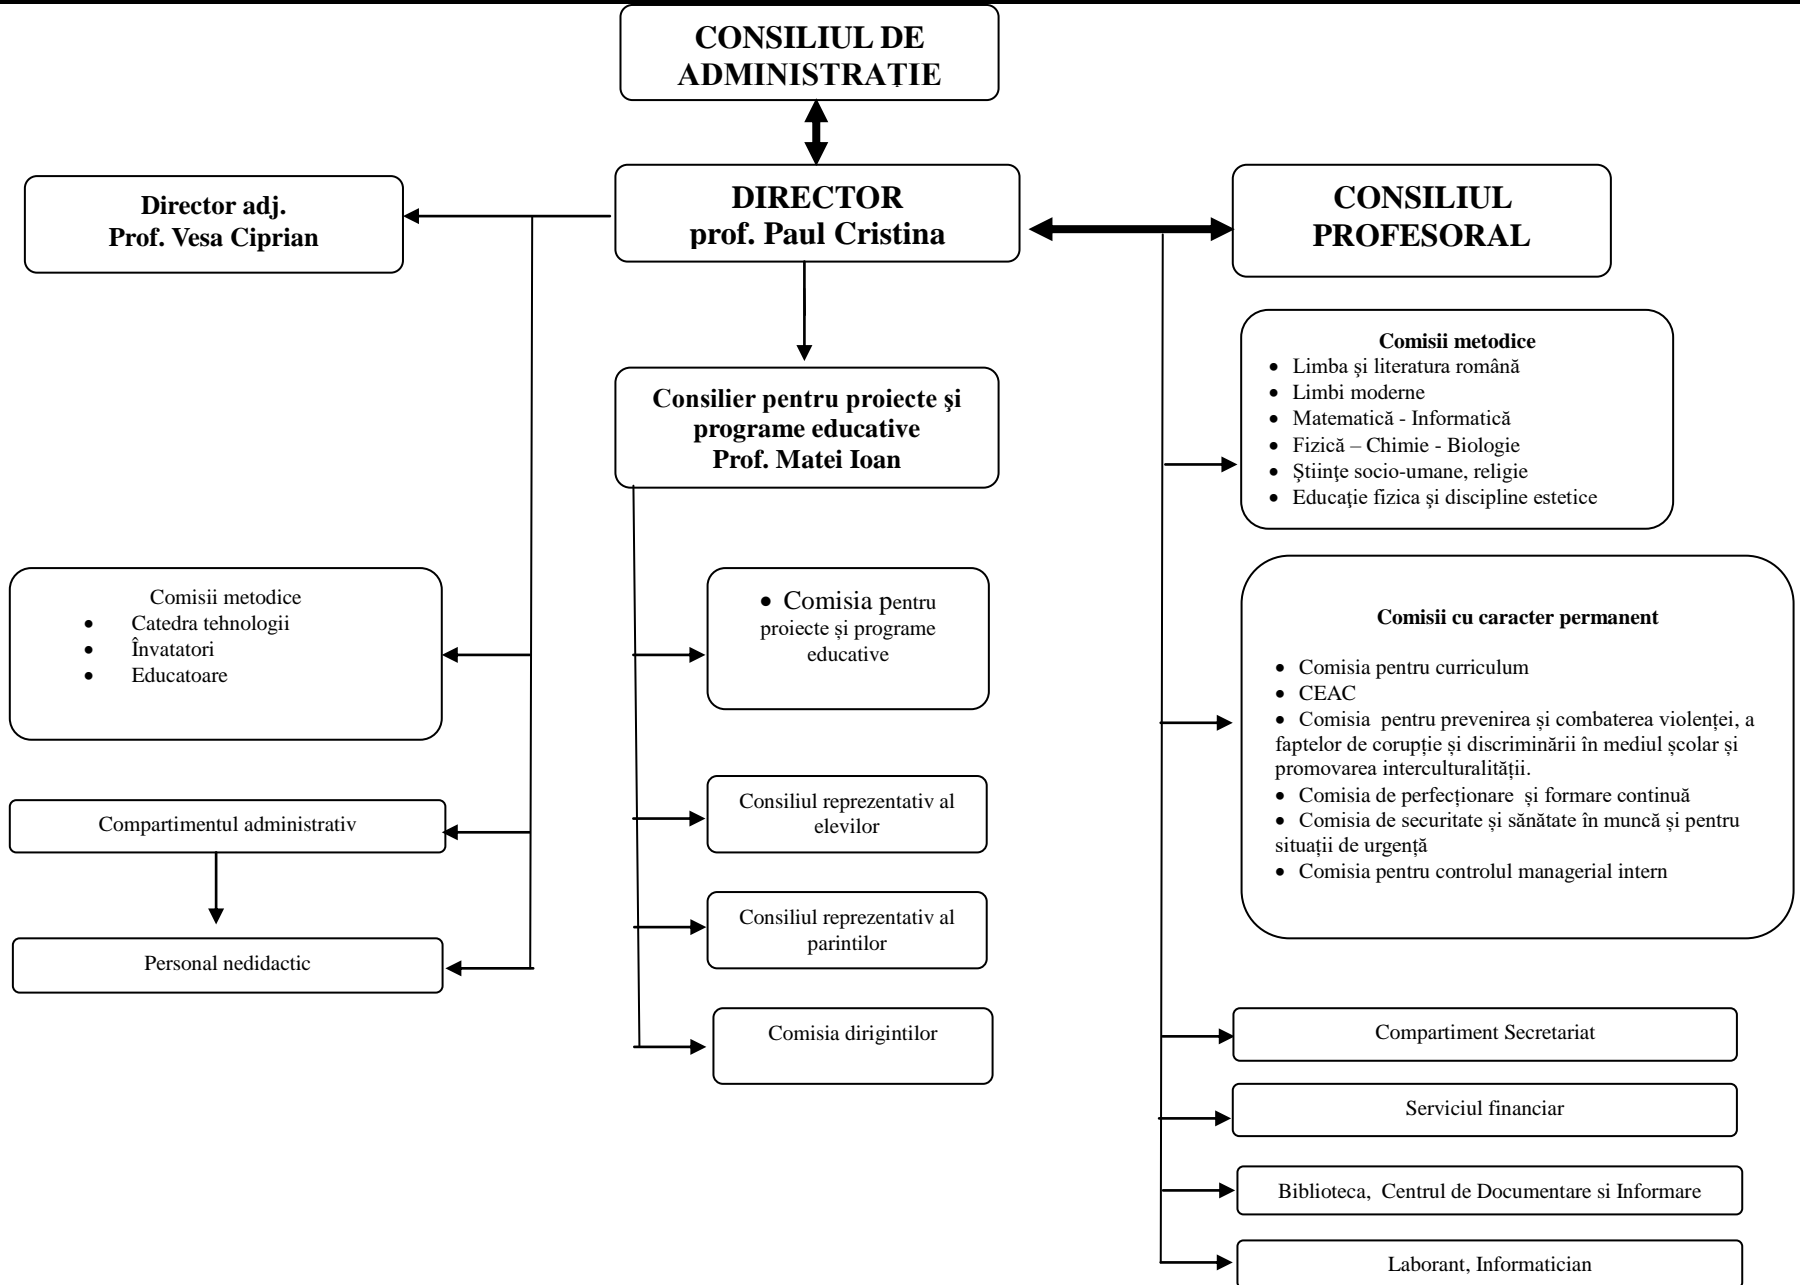 CONSILIUL DE
ADMINISTRAȚIE
Director adj.
Prof. Vesa Ciprian
DIRECTOR
prof. Paul Cristina
CONSILIUL
PROFESORAL
Comisii metodice
• Limba şi literatura română
• Limbi moderne
• Matematică - Informatică
• Fizică – Chimie - Biologie
• Ştiinţe socio-umane, religie
• Educaţie fizica şi discipline estetice
Consilier pentru proiecte şi
programe educative
Prof. Matei Ioan
Comisii metodice
• Catedra tehnologii
• Învatatori
• Educatoare
• Comisia pentru
proiecte și programe
educative
Comisii cu caracter permanent
• Comisia pentru curriculum
• CEAC
• Comisia pentru prevenirea și combaterea violenței, a
faptelor de corupție și discriminării în mediul școlar și
promovarea interculturalității.
• Comisia de perfecționare și formare continuă
• Comisia de securitate și sănătate în muncă și pentru
situații de urgență
• Comisia pentru controlul managerial intern
Compartimentul administrativ
Consiliul reprezentativ al
elevilor
Personal nedidactic
Consiliul reprezentativ al
parintilor
Comisia dirigintilor
Compartiment Secretariat
Serviciul financiar
Biblioteca, Centrul de Documentare si Informare
Laborant, Informatician